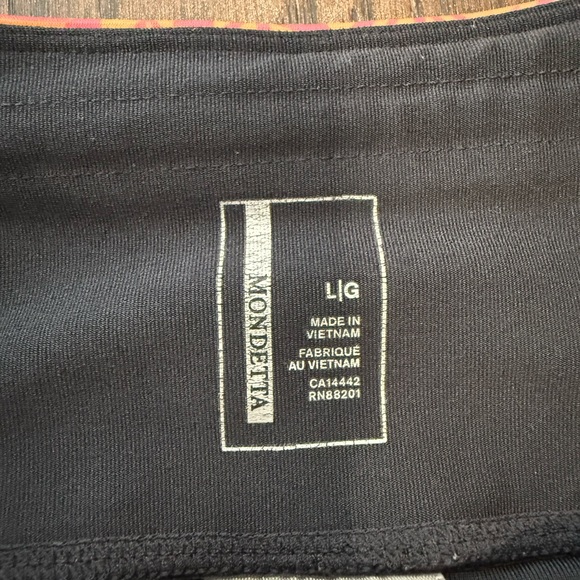 MONDETTA
L|G
MADE IN
VIETNAM
FABRIQUÉ
AU VIETNAM
CA14442
RN88201